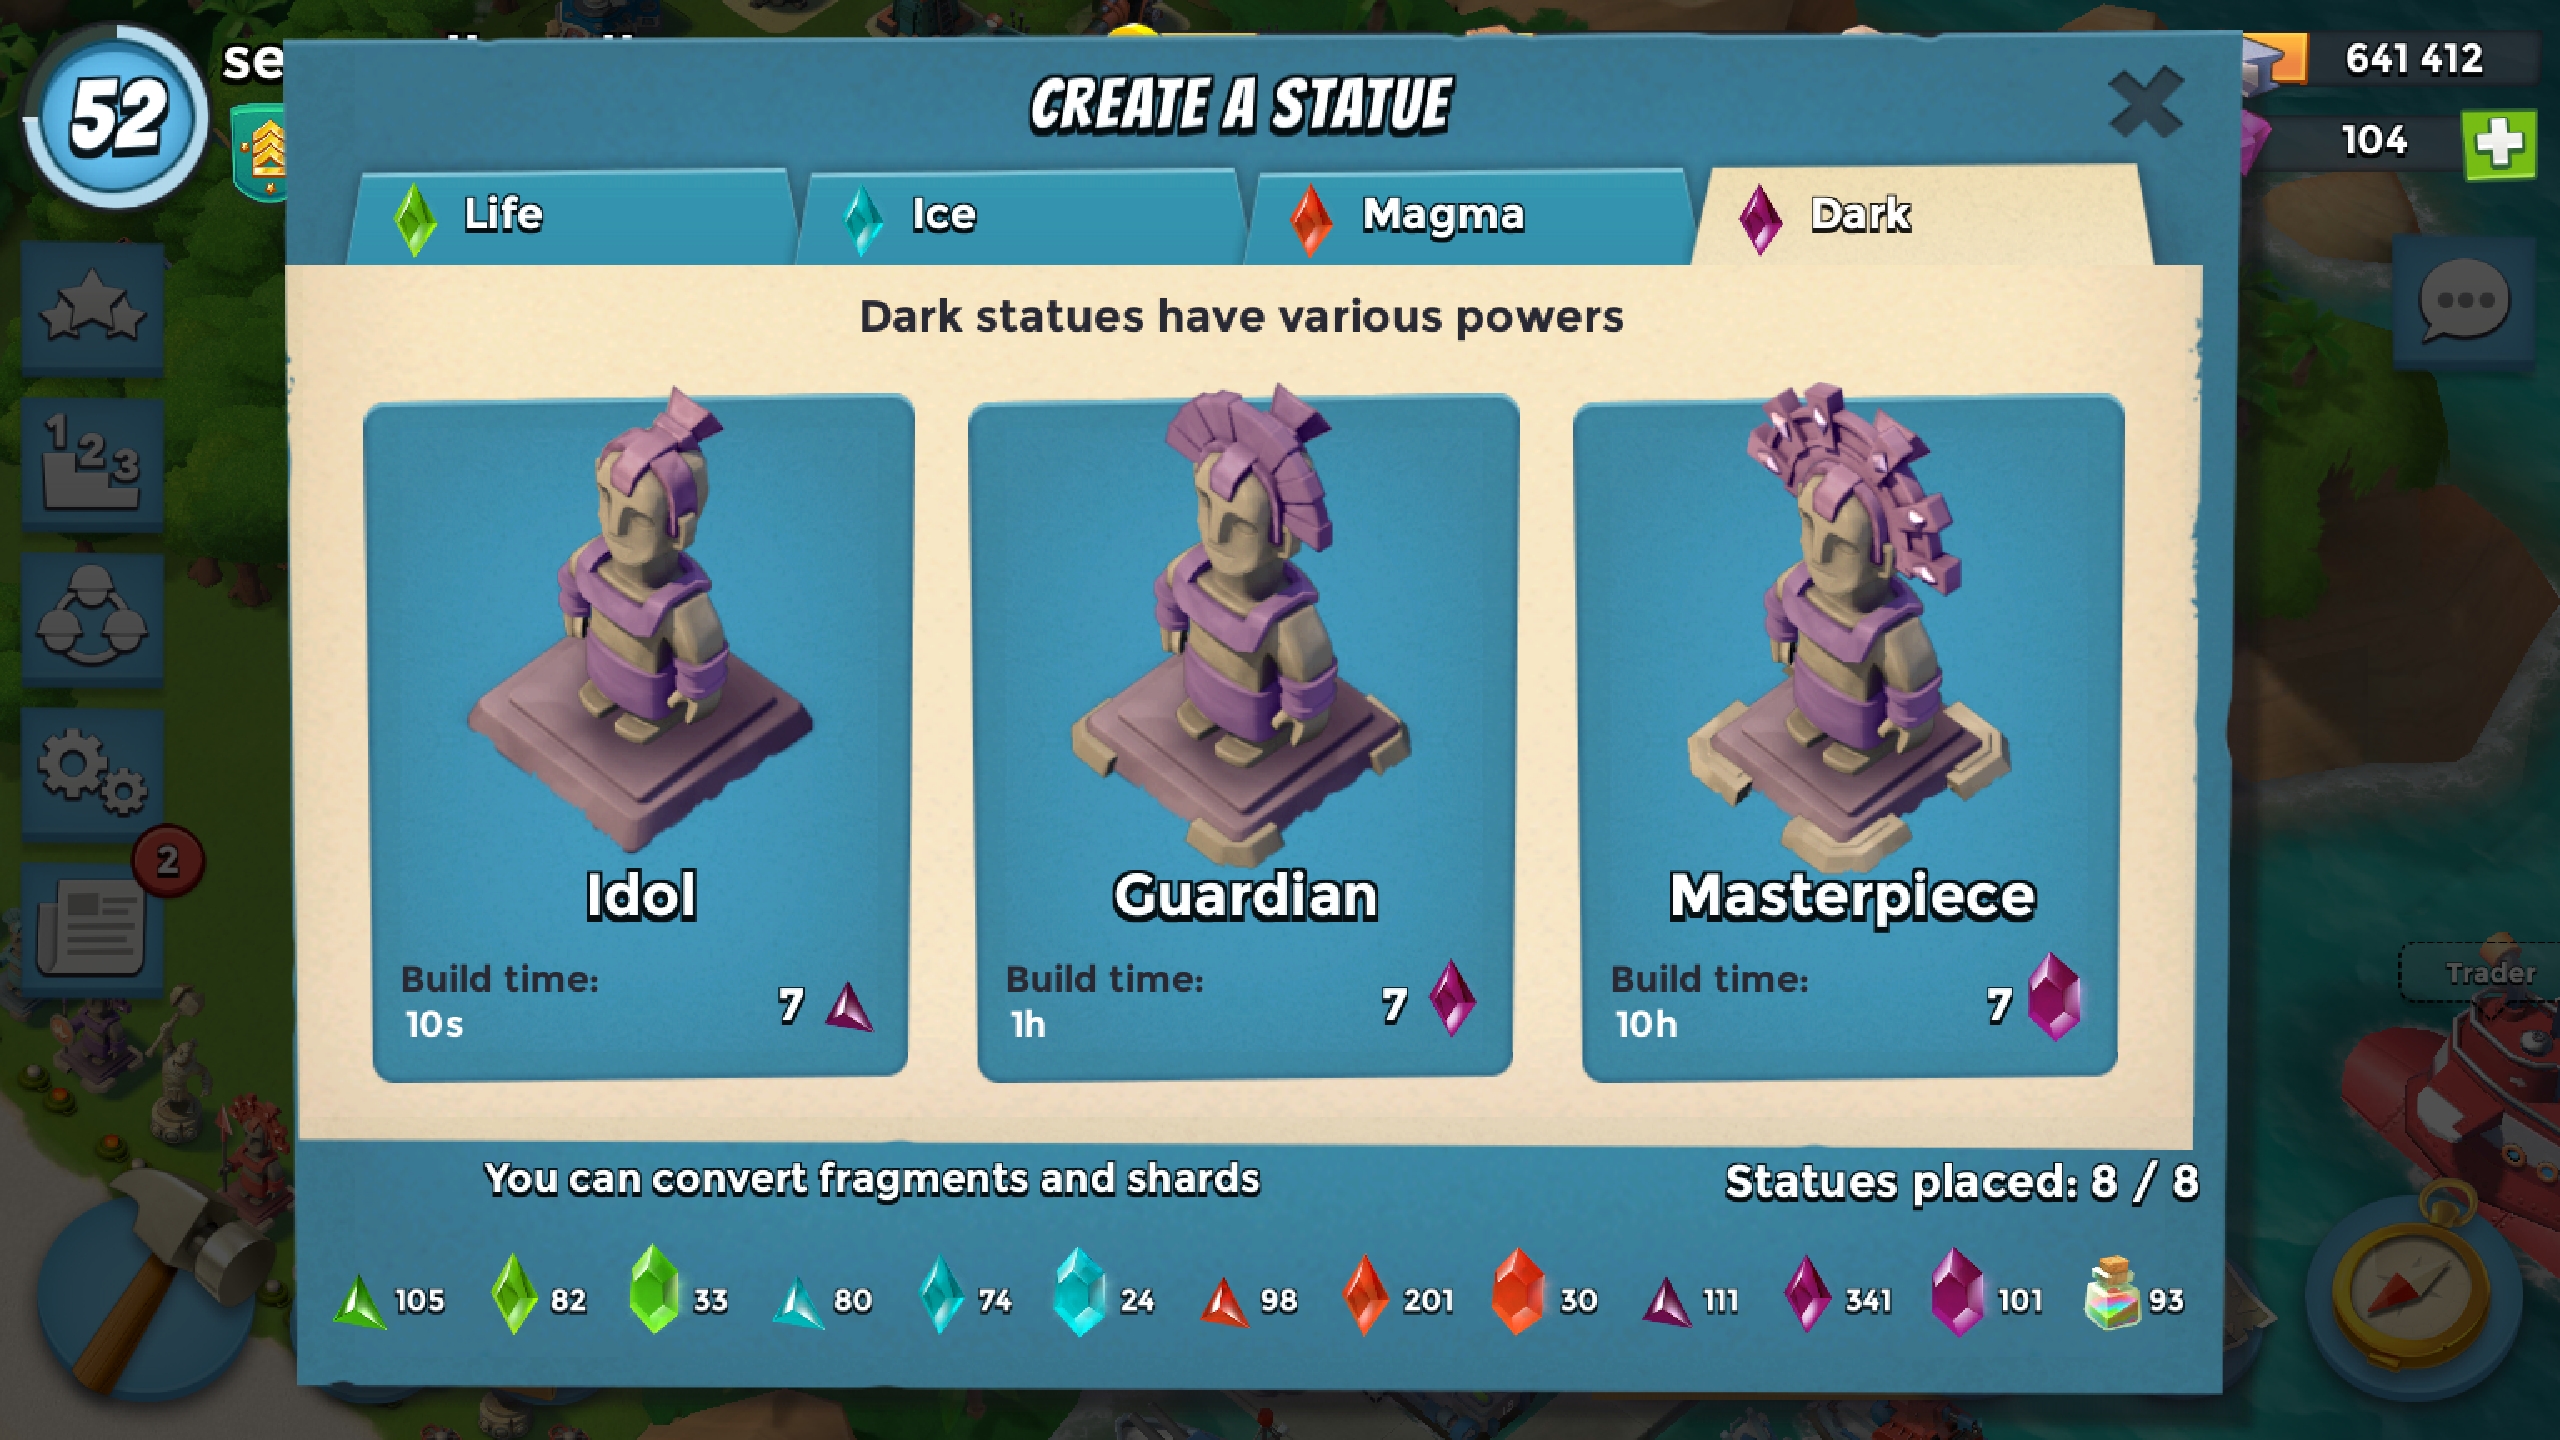 52
se
641 412
104
CREATE A STATUE
Life
Ice
Magma
Dark
Dark statues have various powers
1 2 3
2
Idol
Build time:
10s
7
Guardian
Build time:
1h
7
Masterpiece
Build time:
10h
7
Trader
You can convert fragments and shards
Statues placed: 8 / 8
105 82 33 80 74 24 98 201 30 111 341 101 93